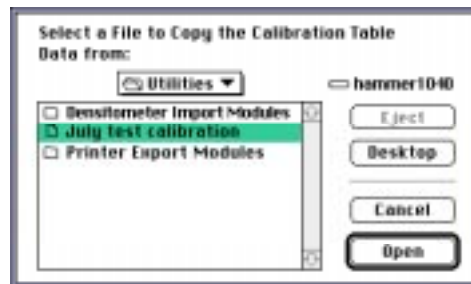 Select a File to Copy the Calibration Table
Data from:
Utilities
hammer1040
Densitometer Import Modules
July test calibration
Printer Export Modules
Eject
Desktop
Cancel
Open